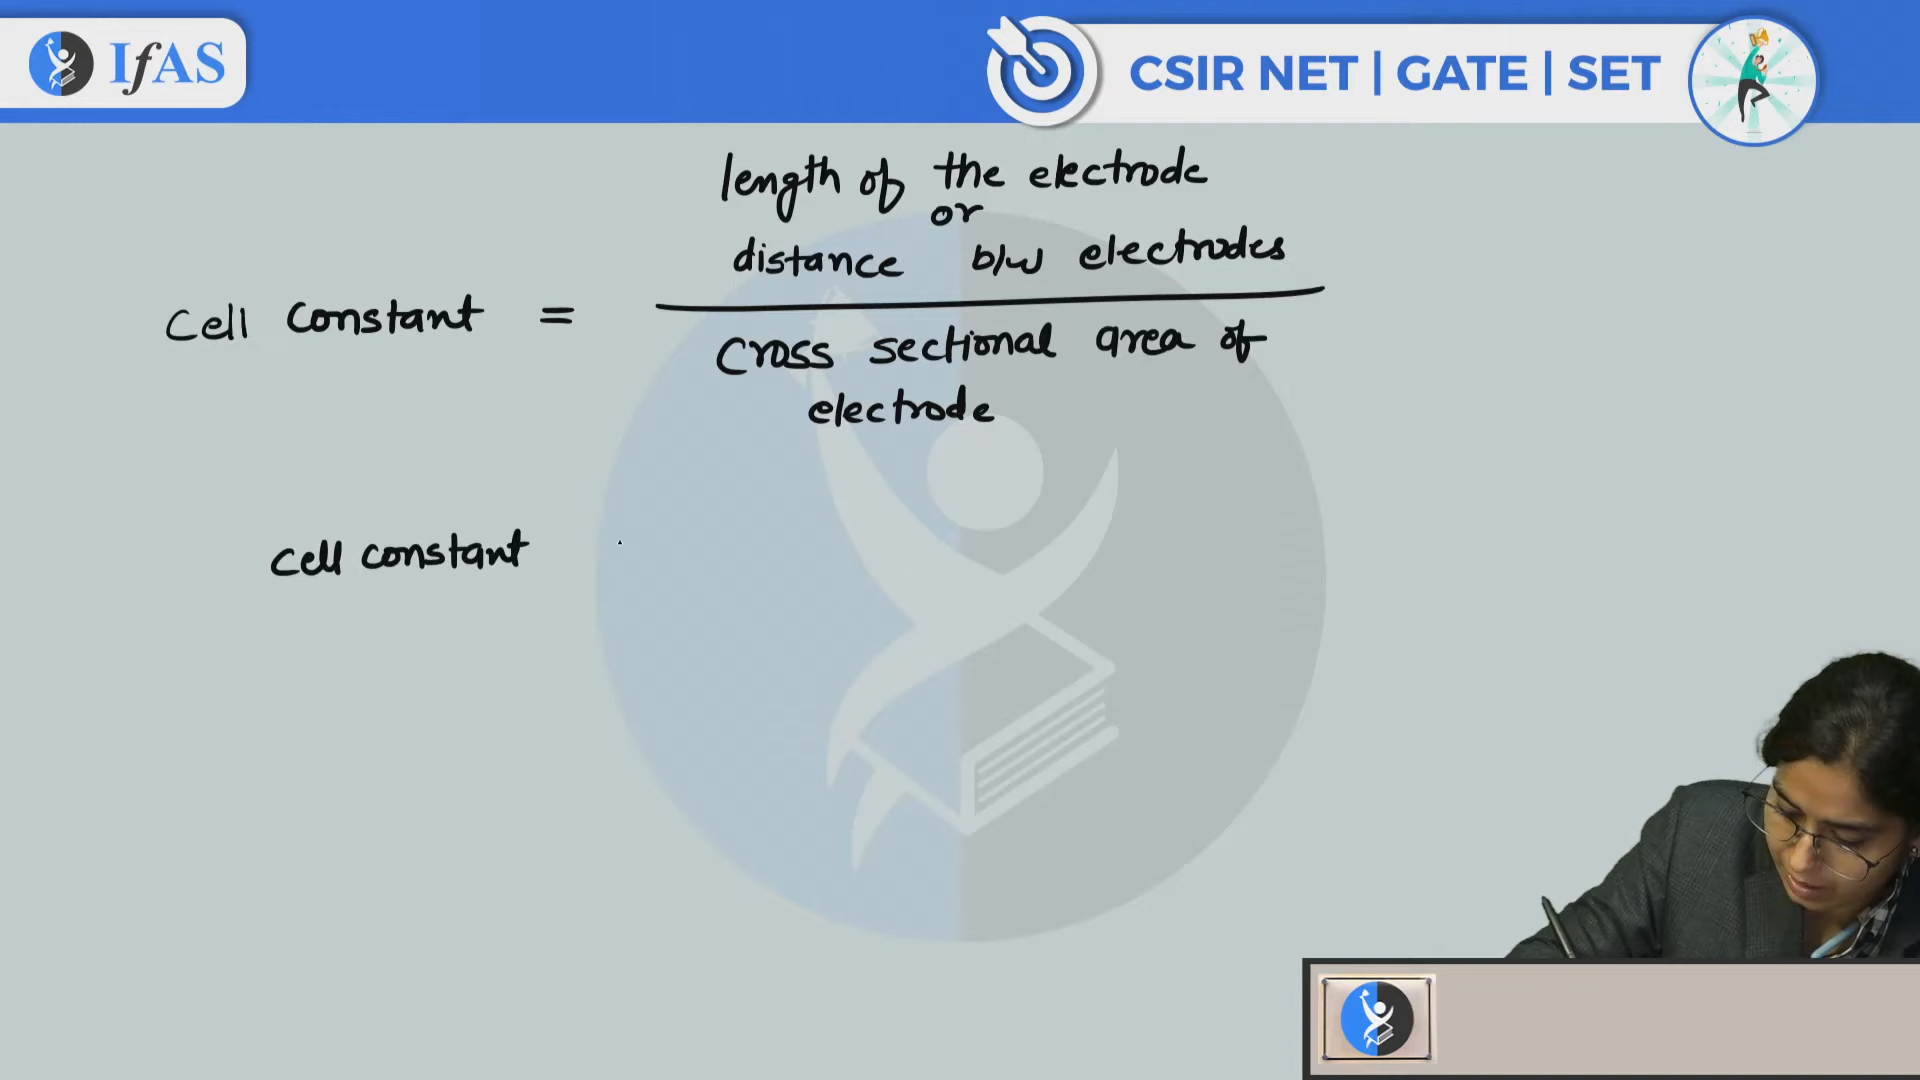 IfAS
CSIR NET | GATE | SET
length of the electrode
or
distance b/w electrodes
cell constant =
cross sectional area of
electrode
cell constant